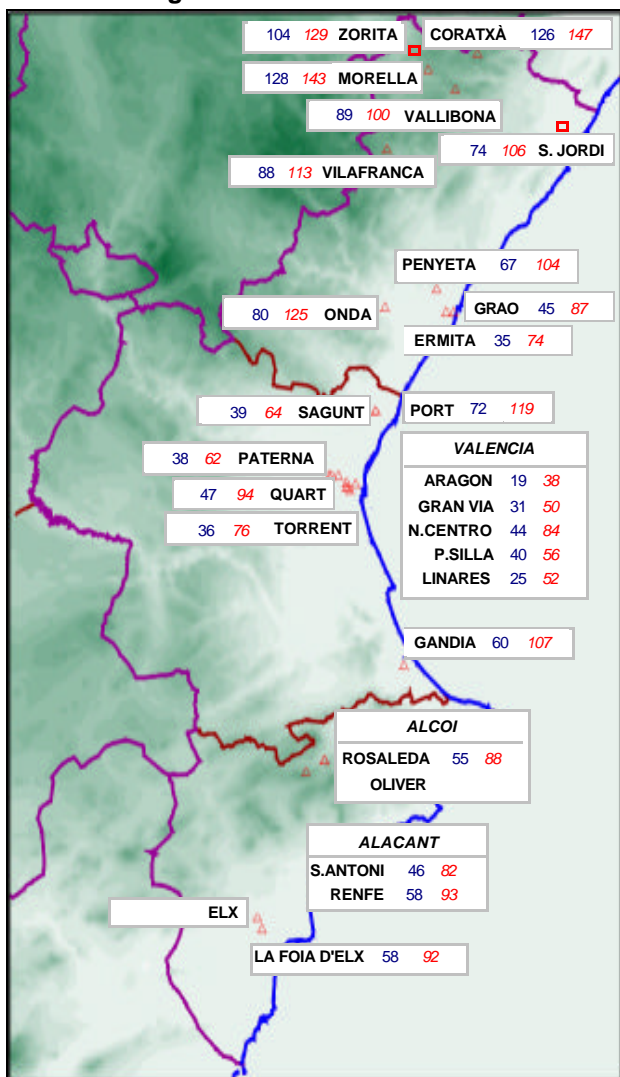 104 129 ZORITA
CORATXÀ 126 147
128 143 MORELLA
89 100 VALLIBONA
74 106 S. JORDI
88 113 VILAFRANCA
PENYETA 67 104
80 125 ONDA
GRAO 45 87
ERMITA 35 74
39 64 SAGUNT
PORT 72 119
VALENCIA
ARAGON 19 38
GRAN VIA 31 50
N.CENTRO 44 84
P.SILLA 40 56
LINARES 25 52
38 62 PATERNA
47 94 QUART
36 76 TORRENT
GANDIA 60 107
ALCOI
ROSALEDA 55 88
OLIVER
ALACANT
S.ANTONI 46 82
RENFE 58 93
ELX
LA FOIA D'ELX 58 92